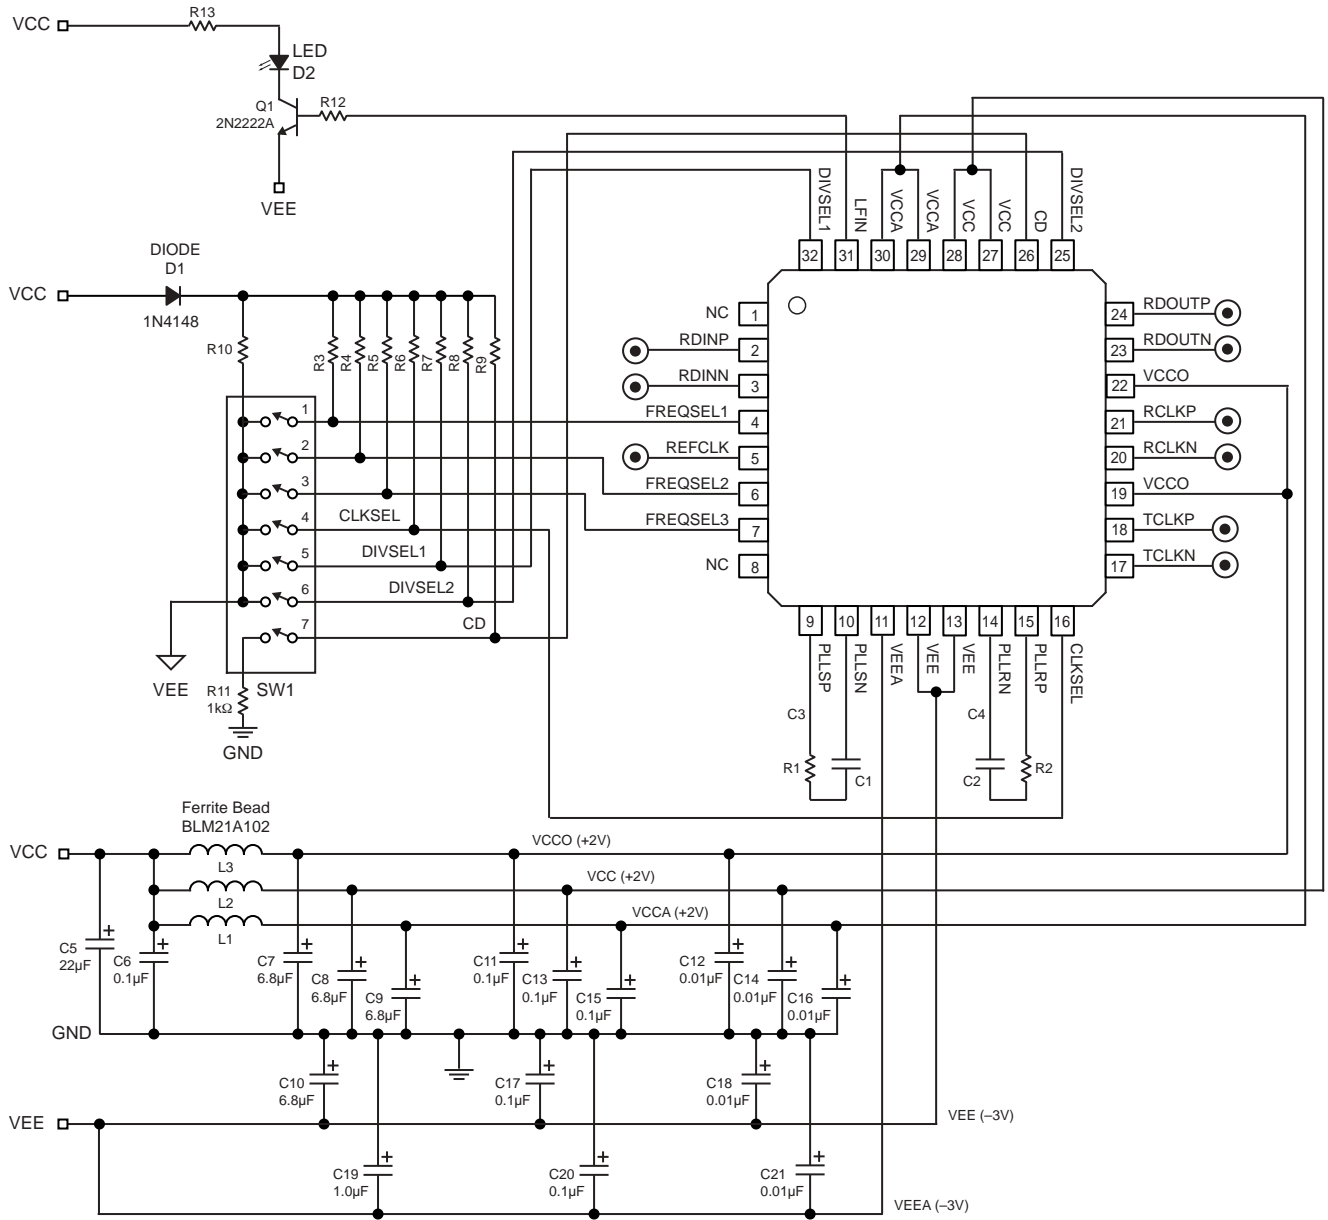 VCC
R13
LED
D2
Q1
2N2222A
R12
VEE
DIODE
D1
VCC
1N4148
R10
R3
R4
R5
R6
R7
R8
R9
1
2
3
4
5
6
7
CLKSEL
DIVSEL1
DIVSEL2
CD
VEE
SW1
R11
1kΩ
GND
DIVSEL1
LFIN
VCCA
VCCA
VCC
VCC
CD
DIVSEL2
32
31
30
29
28
27
26
25
NC
1
RDINP
2
RDINN
3
FREQSEL1
4
REFCLK
5
FREQSEL2
6
FREQSEL3
7
NC
8
24
RDOUTP
23
RDOUTN
22
VCCO
21
RCLKP
20
RCLKN
19
VCCO
18
TCLKP
17
TCLKN
9
10
11
12
13
14
15
16
PLLSP
PLLSN
VEEA
VEE
VEE
PLLRN
PLLRP
CLKSEL
C3
C4
R1
C1
C2
R2
Ferrite Bead
BLM21A102
VCC
L3
L2
L1
VCCO (+2V)
VCC (+2V)
VCCA (+2V)
C5
22µF
C6
0.1µF
C7
6.8µF
C8
6.8µF
C9
6.8µF
C11
0.1µF
C13
0.1µF
C15
0.1µF
C12
0.01µF
C14
0.01µF
C16
0.01µF
GND
C10
6.8µF
C17
0.1µF
C18
0.01µF
VEE
VEE (–3V)
C19
1.0µF
C20
0.1µF
C21
0.01µF
VEEA (–3V)